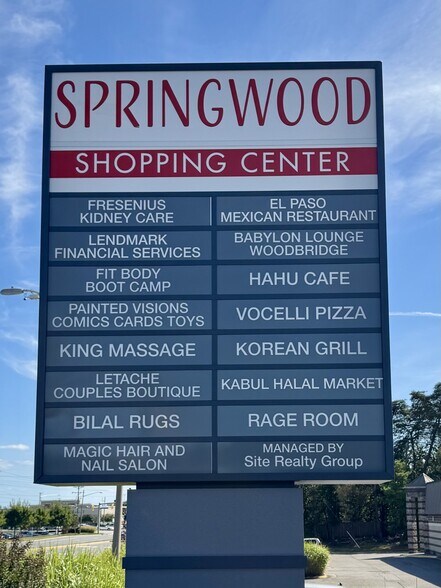 SPRINGWOOD
SHOPPING CENTER
FRESENIUS
KIDNEY CARE
EL PASO
MEXICAN RESTAURANT
LENDMARK
FINANCIAL SERVICES
BABYLON LOUNGE
WOODBRIDGE
FIT BODY
BOOT CAMP
HAHU CAFE
PAINTED VISIONS
COMICS CARDS TOYS
VOCELLI PIZZA
KING MASSAGE
KOREAN GRILL
LETACHE
COUPLES BOUTIQUE
KABUL HALAL MARKET
BILAL RUGS
RAGE ROOM
MAGIC HAIR AND
NAIL SALON
MANAGED BY
Site Realty Group